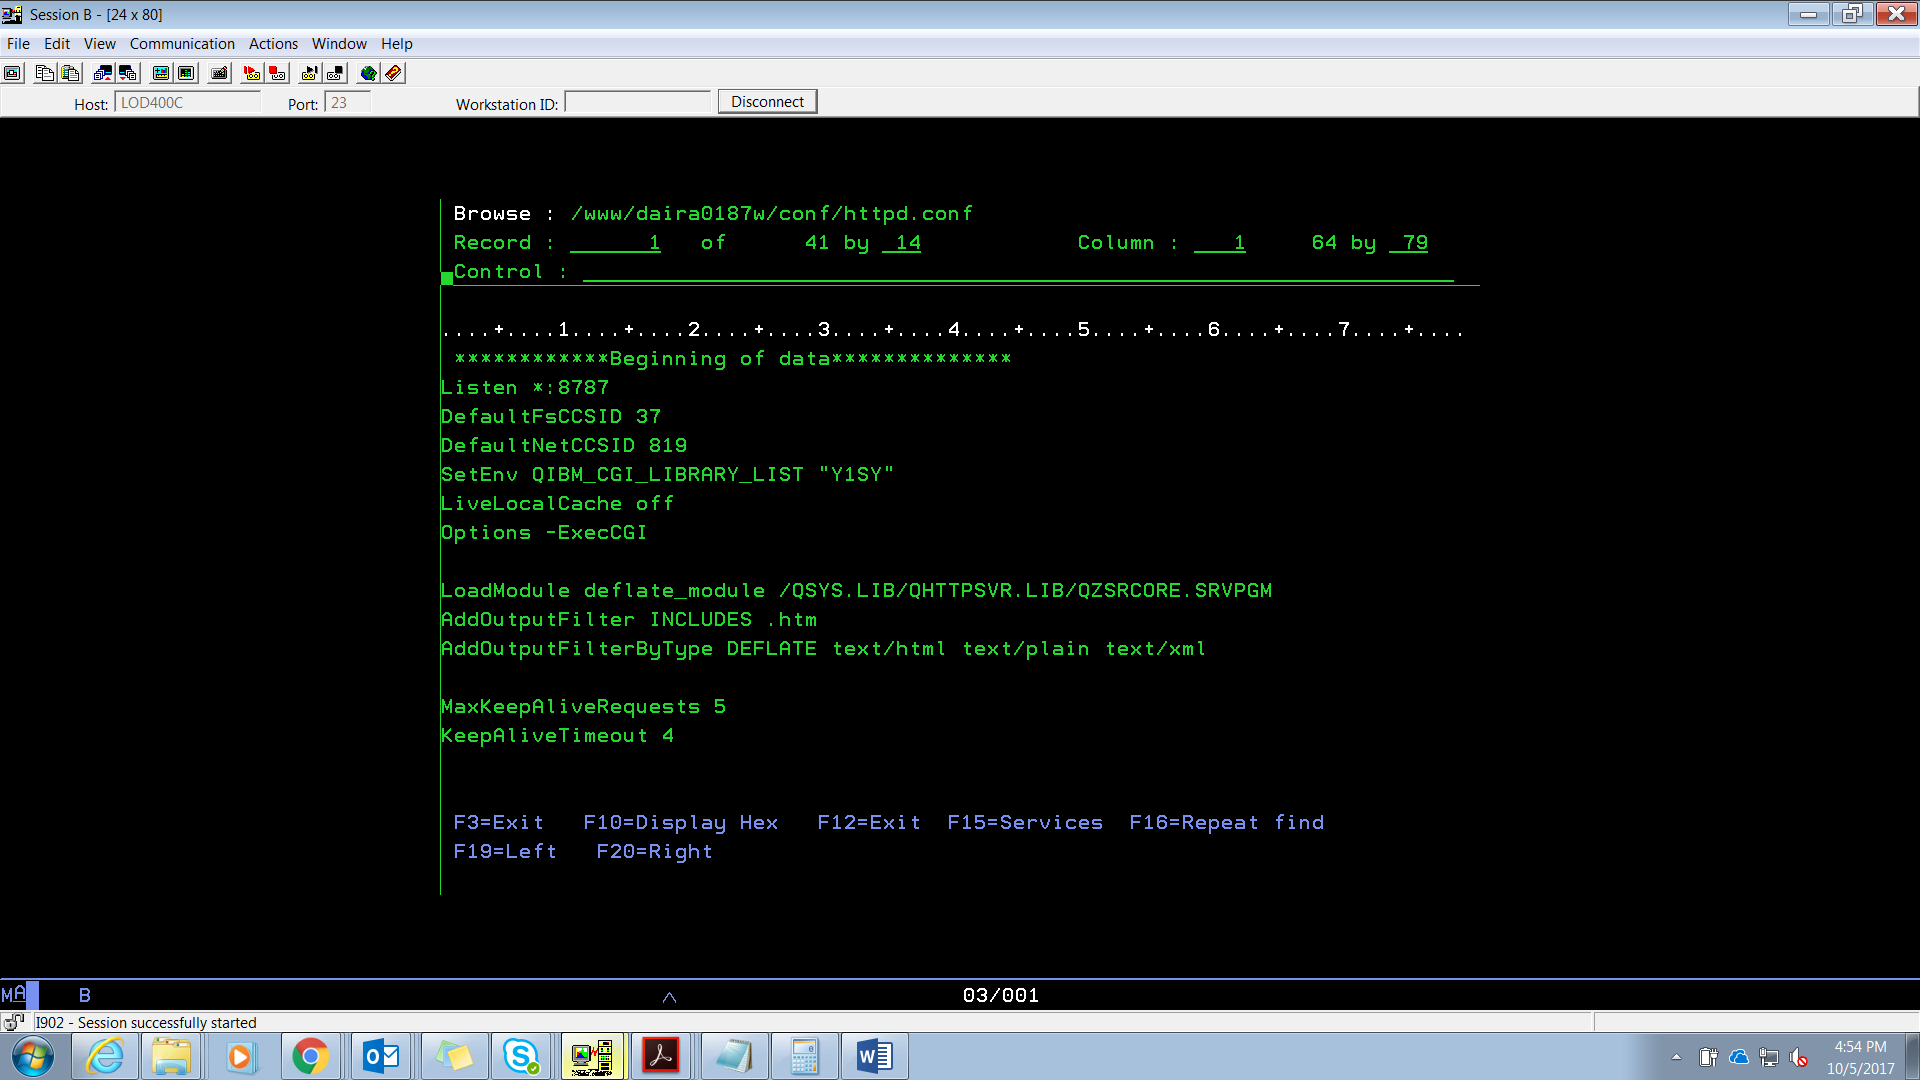 Session B - [24 x 80]
File Edit View Communication Actions Window Help
Host: LOD400C Port: 23 Workstation ID: Disconnect
Browse : /www/daira0187w/conf/httpd.conf
Record : 1 of 41 by 14 Column : 1 64 by 79
Control :
....+....1....+....2....+....3....+....4....+....5....+....6....+....7....+....
************Beginning of data**************
Listen *:8787
DefaultFsCCSID 37
DefaultNetCCSID 819
SetEnv QIBM_CGI_LIBRARY_LIST "Y1SY"
LiveLocalCache off
Options -ExecCGI
LoadModule deflate_module /QSYS.LIB/QHTTPSVR.LIB/QZSRCORE.SRVPGM
AddOutputFilter INCLUDES .htm
AddOutputFilterByType DEFLATE text/html text/plain text/xml
MaxKeepAliveRequests 5
KeepAliveTimeout 4
F3=Exit F10=Display Hex F12=Exit F15=Services F16=Repeat find
F19=Left F20=Right
MA B 03/001
I902 - Session successfully started
4:54 PM
10/5/2017